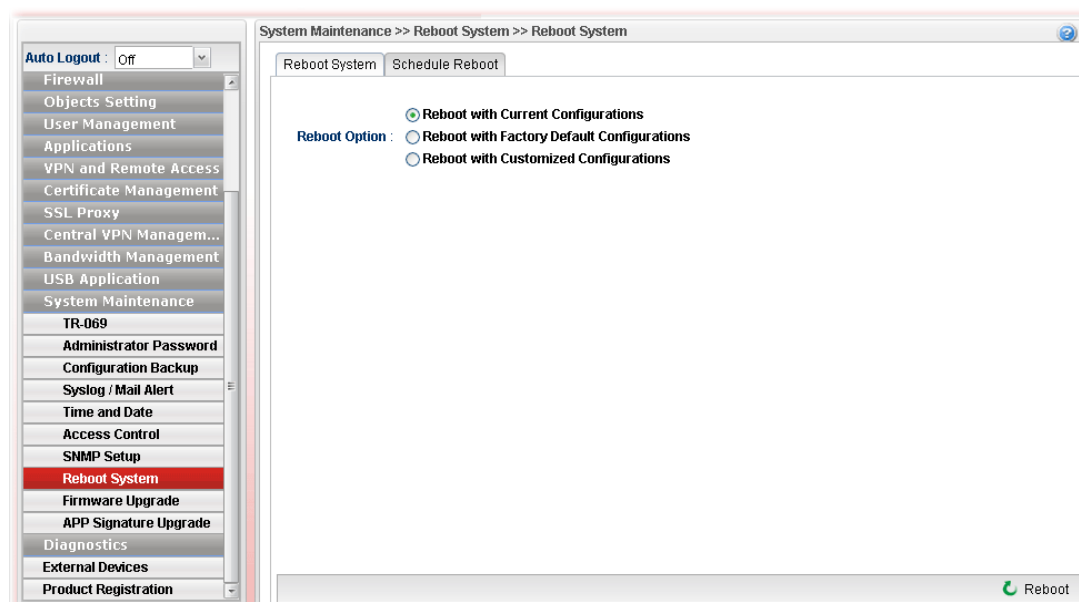 System Maintenance >> Reboot System >> Reboot System
Auto Logout : Off
Firewall
Objects Setting
User Management
Applications
VPN and Remote Access
Certificate Management
SSL Proxy
Central VPN Managem...
Bandwidth Management
USB Application
System Maintenance
TR-069
Administrator Password
Configuration Backup
Syslog / Mail Alert
Time and Date
Access Control
SNMP Setup
Reboot System
Firmware Upgrade
APP Signature Upgrade
Diagnostics
External Devices
Product Registration
Reboot System Schedule Reboot
Reboot with Current Configurations
Reboot Option : Reboot with Factory Default Configurations
Reboot with Customized Configurations
Reboot